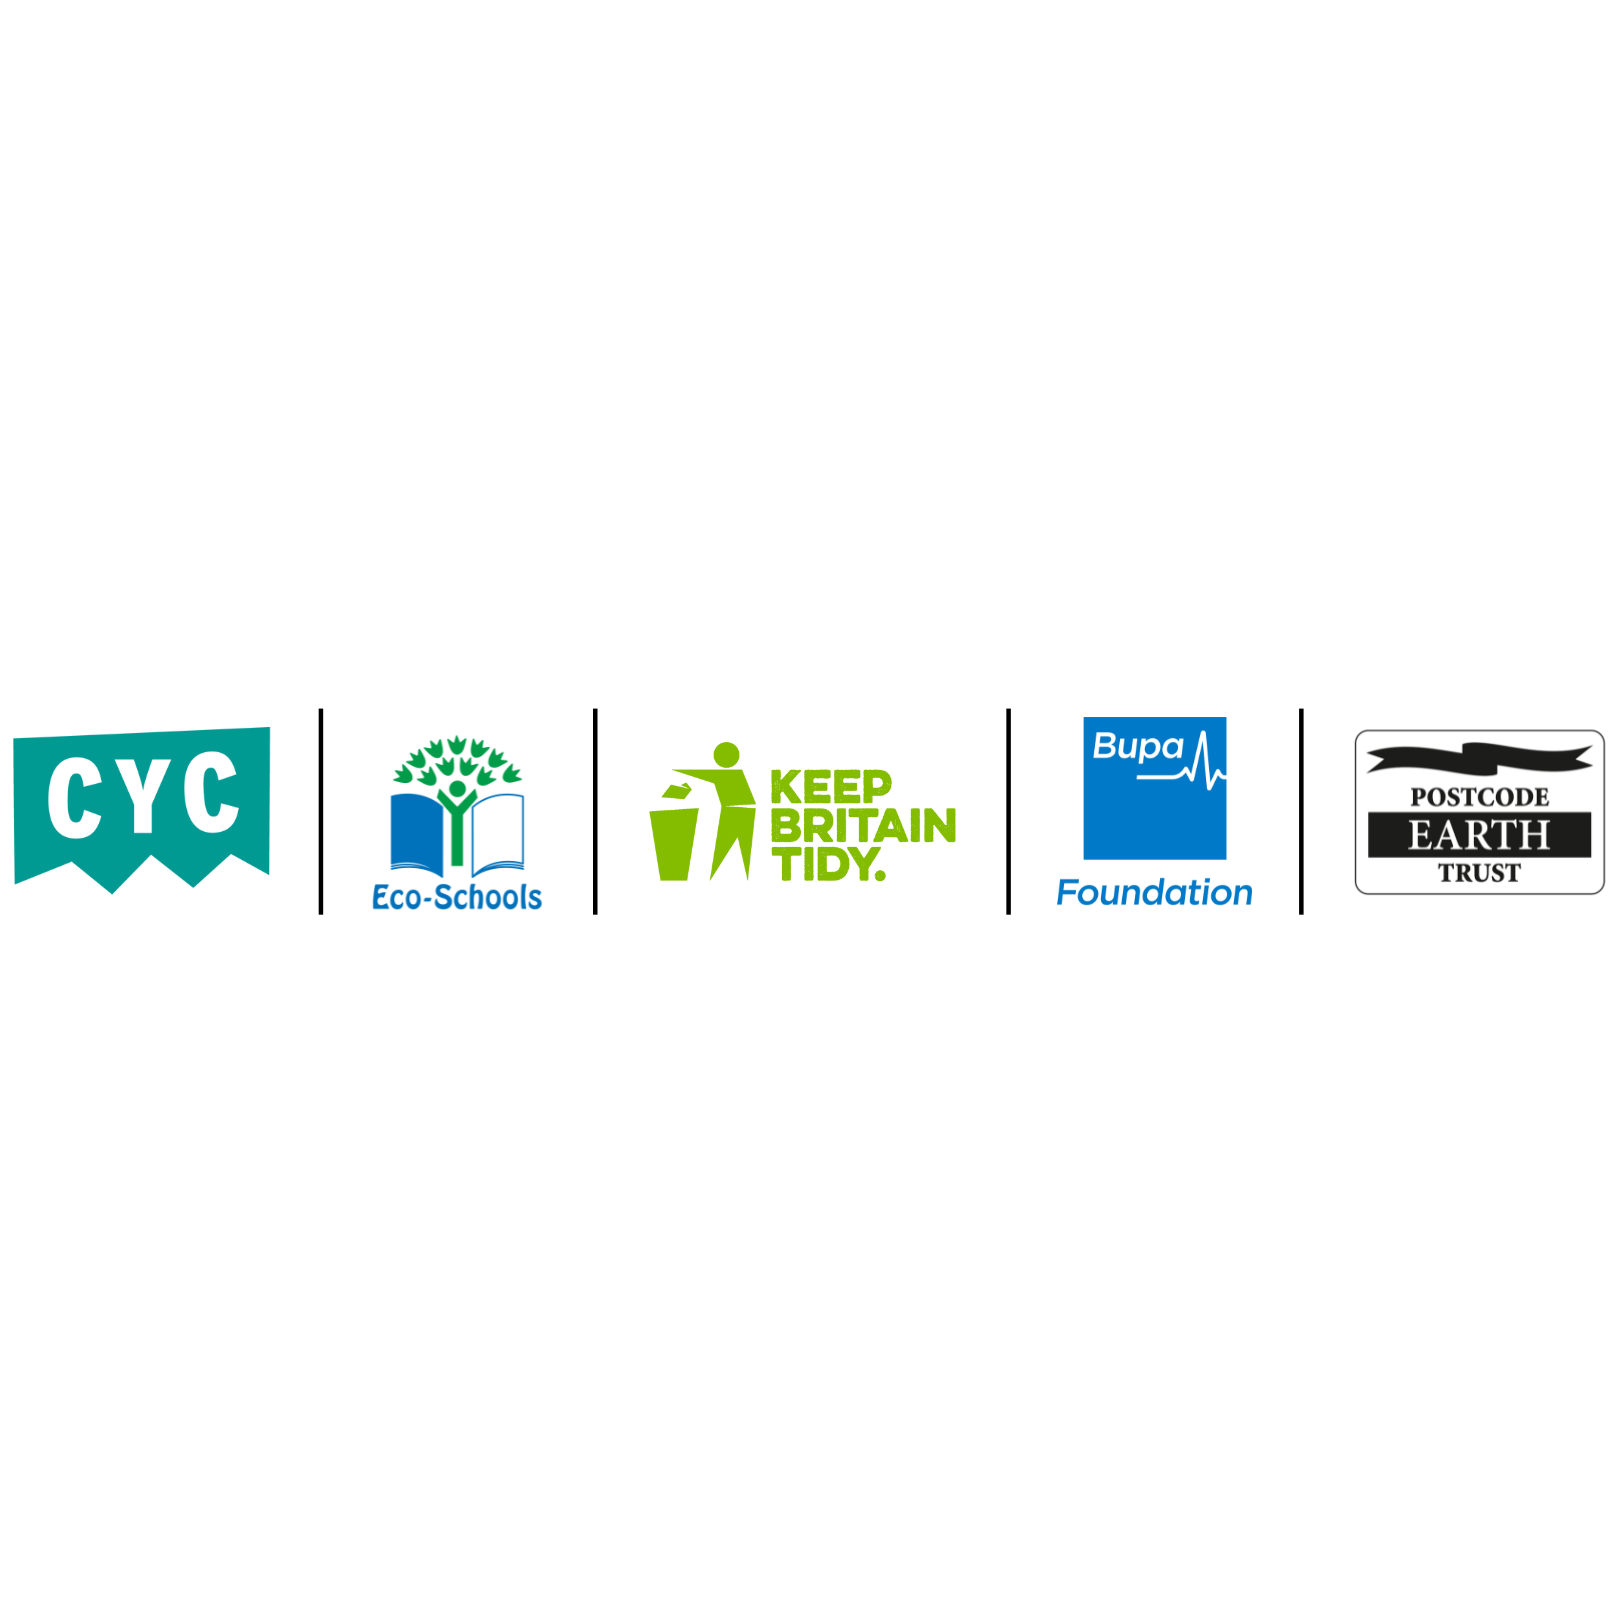 CYC
Eco-Schools
KEEP
BRITAIN
TIDY.
Bupa
Foundation
POSTCODE
EARTH
TRUST